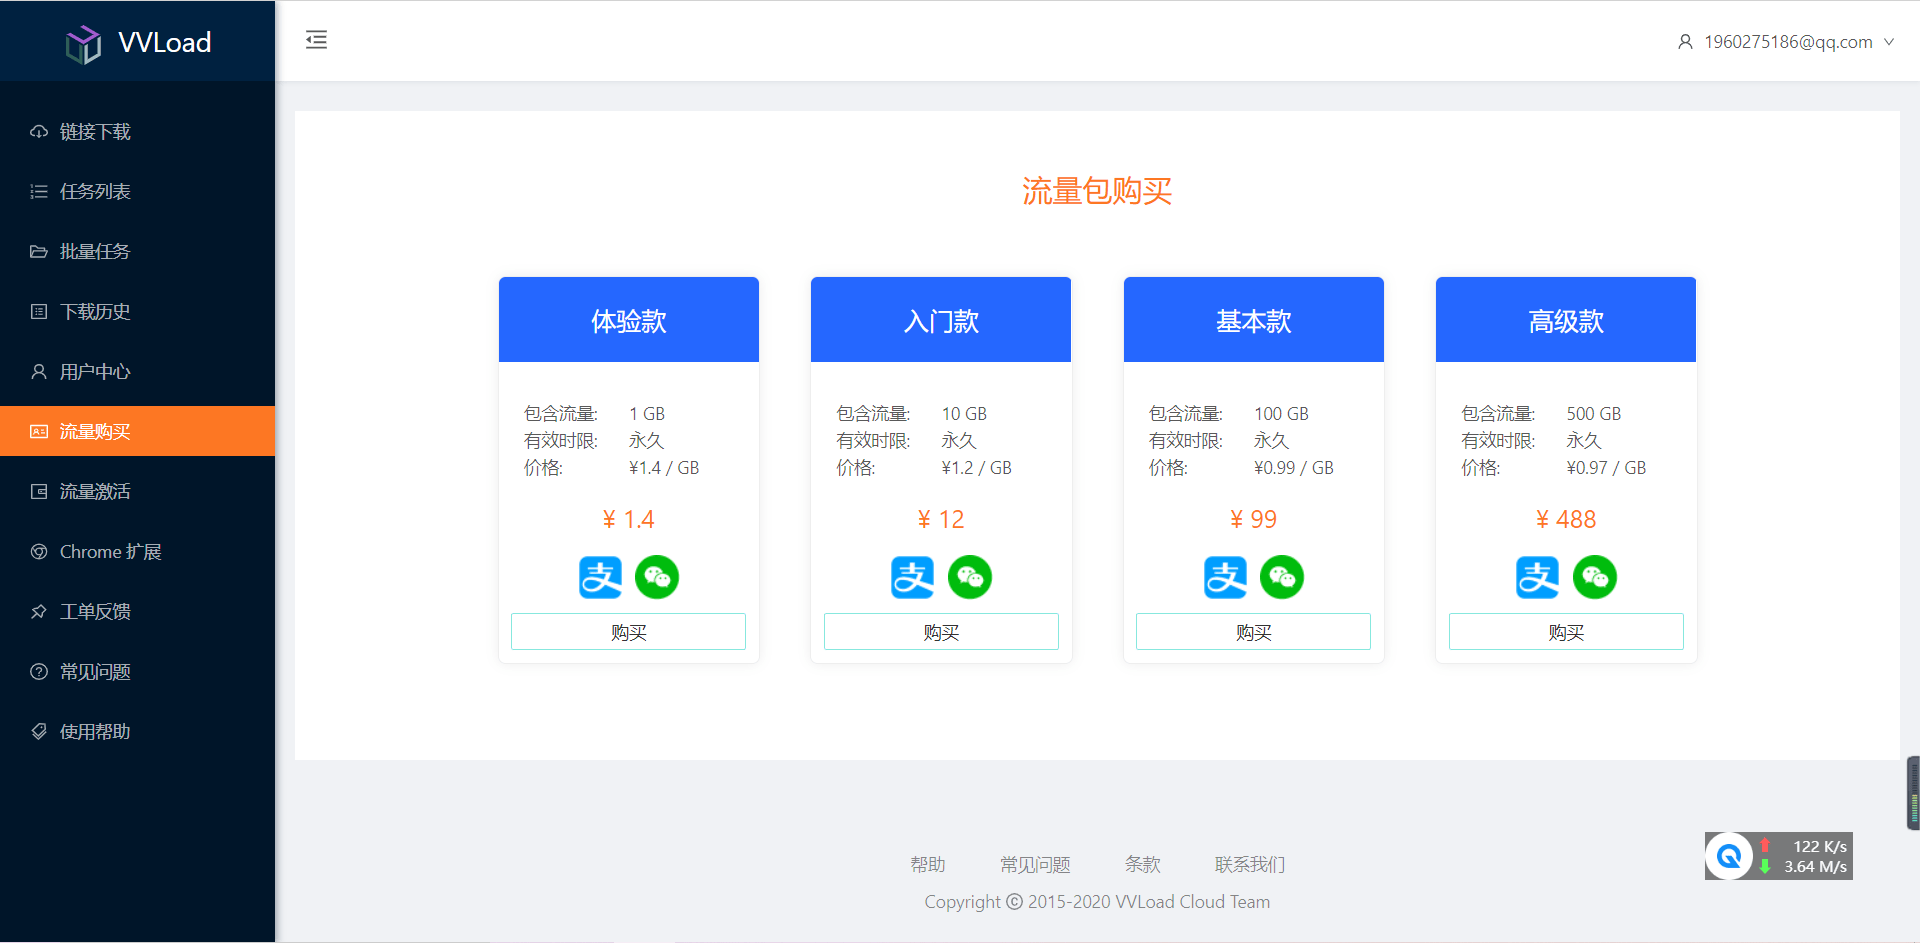 VVLoad
1960275186@qq.com
链接下载
任务列表
批量任务
下载历史
用户中心
流量购买
流量激活
Chrome 扩展
工单反馈
常见问题
使用帮助
流量包购买
体验款
包含流量: 1 GB
有效时限: 永久
价格: ¥1.4 / GB
¥ 1.4
支
购买
入门款
包含流量: 10 GB
有效时限: 永久
价格: ¥1.2 / GB
¥ 12
支
购买
基本款
包含流量: 100 GB
有效时限: 永久
价格: ¥0.99 / GB
¥ 99
支
购买
高级款
包含流量: 500 GB
有效时限: 永久
价格: ¥0.97 / GB
¥ 488
支
购买
122 K/s
3.64 M/s
帮助 常见问题 条款 联系我们
Copyright © 2015-2020 VVLoad Cloud Team